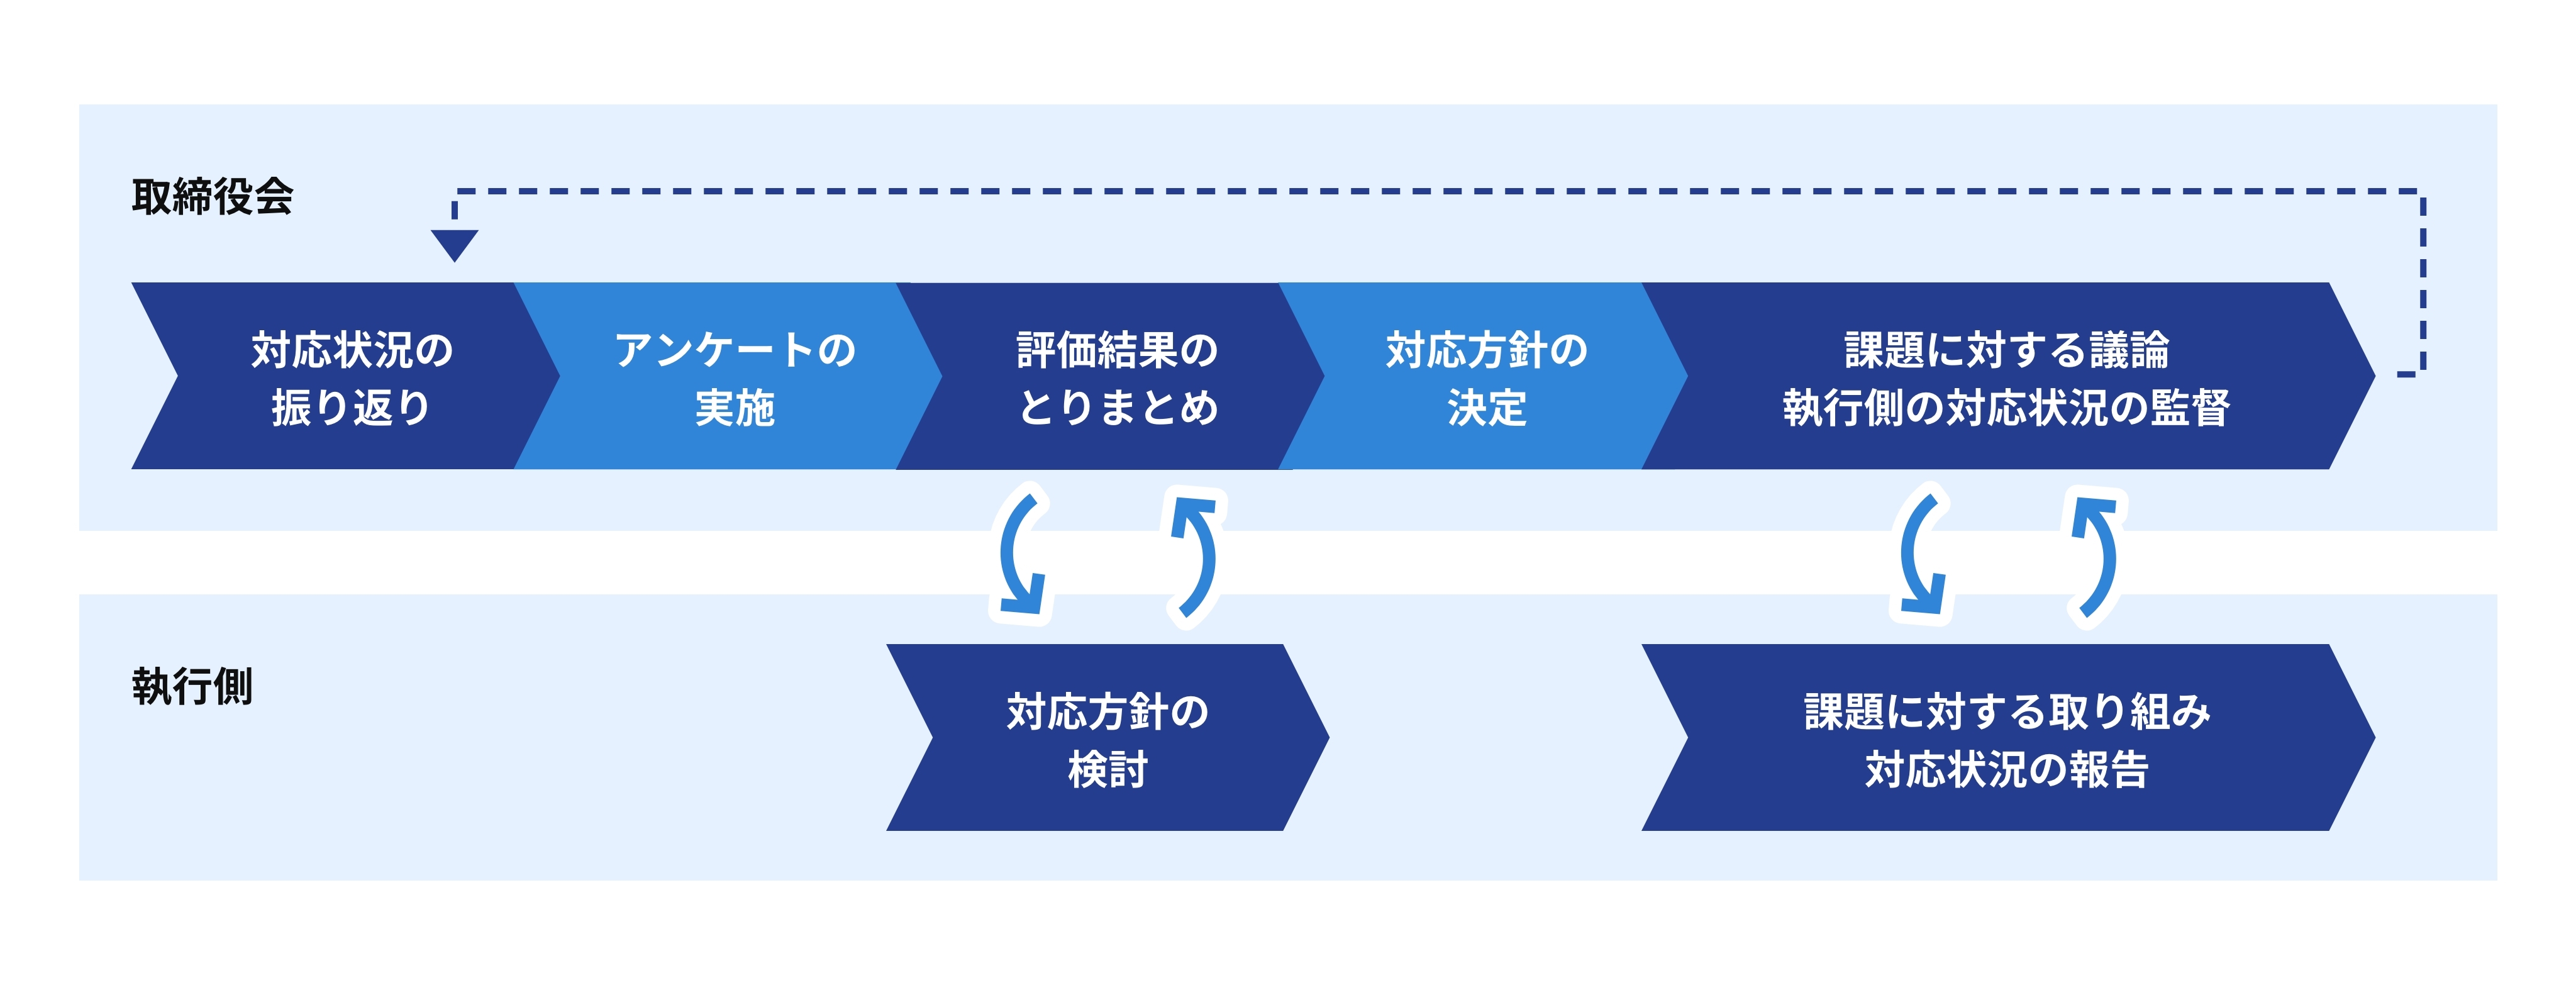 取締役会
対応状況の
振り返り
アンケートの
実施
評価結果の
とりまとめ
対応方針の
決定
課題に対する議論
執行側の対応状況の監督
執行側
対応方針の
検討
課題に対する取り組み
対応状況の報告